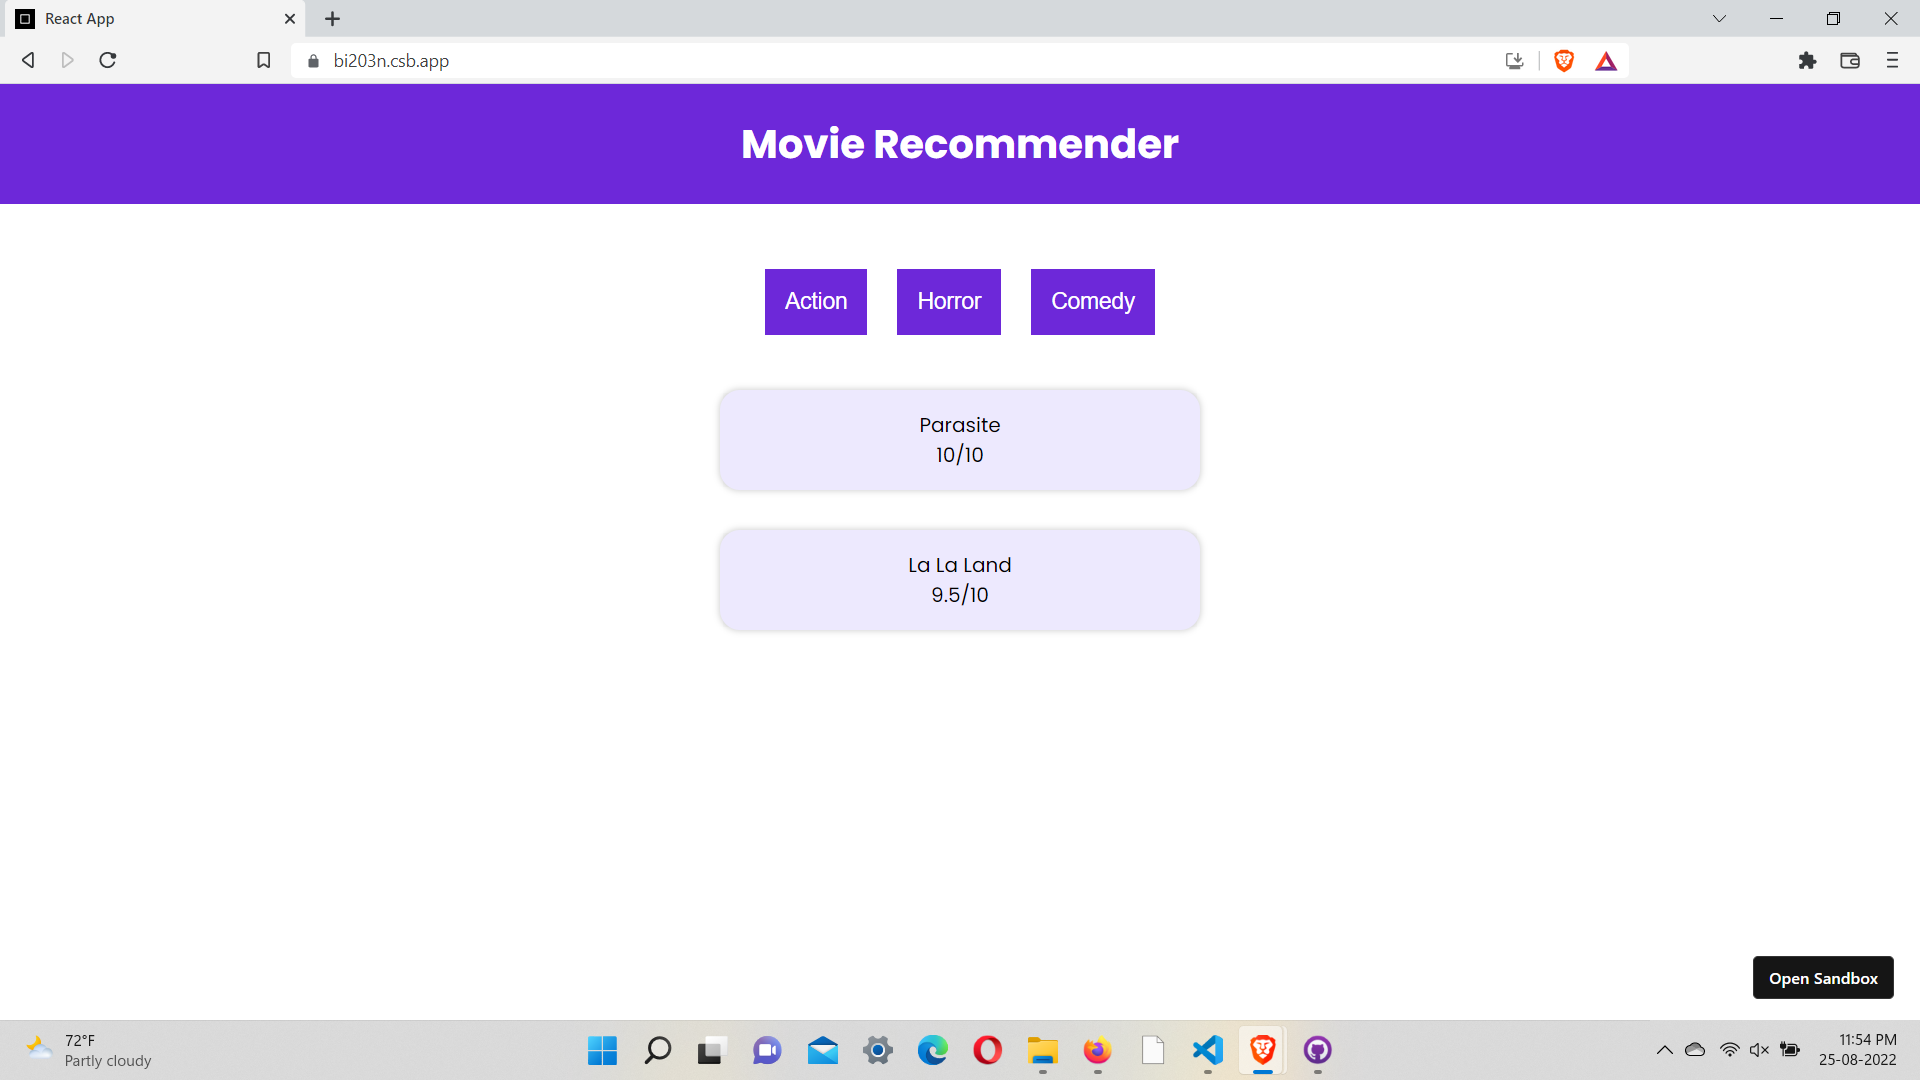 React App
bi203n.csb.app
Movie Recommender
Action Horror Comedy
Parasite
10/10
La La Land
9.5/10
Open Sandbox
72°F
Partly cloudy
11:54 PM
25-08-2022